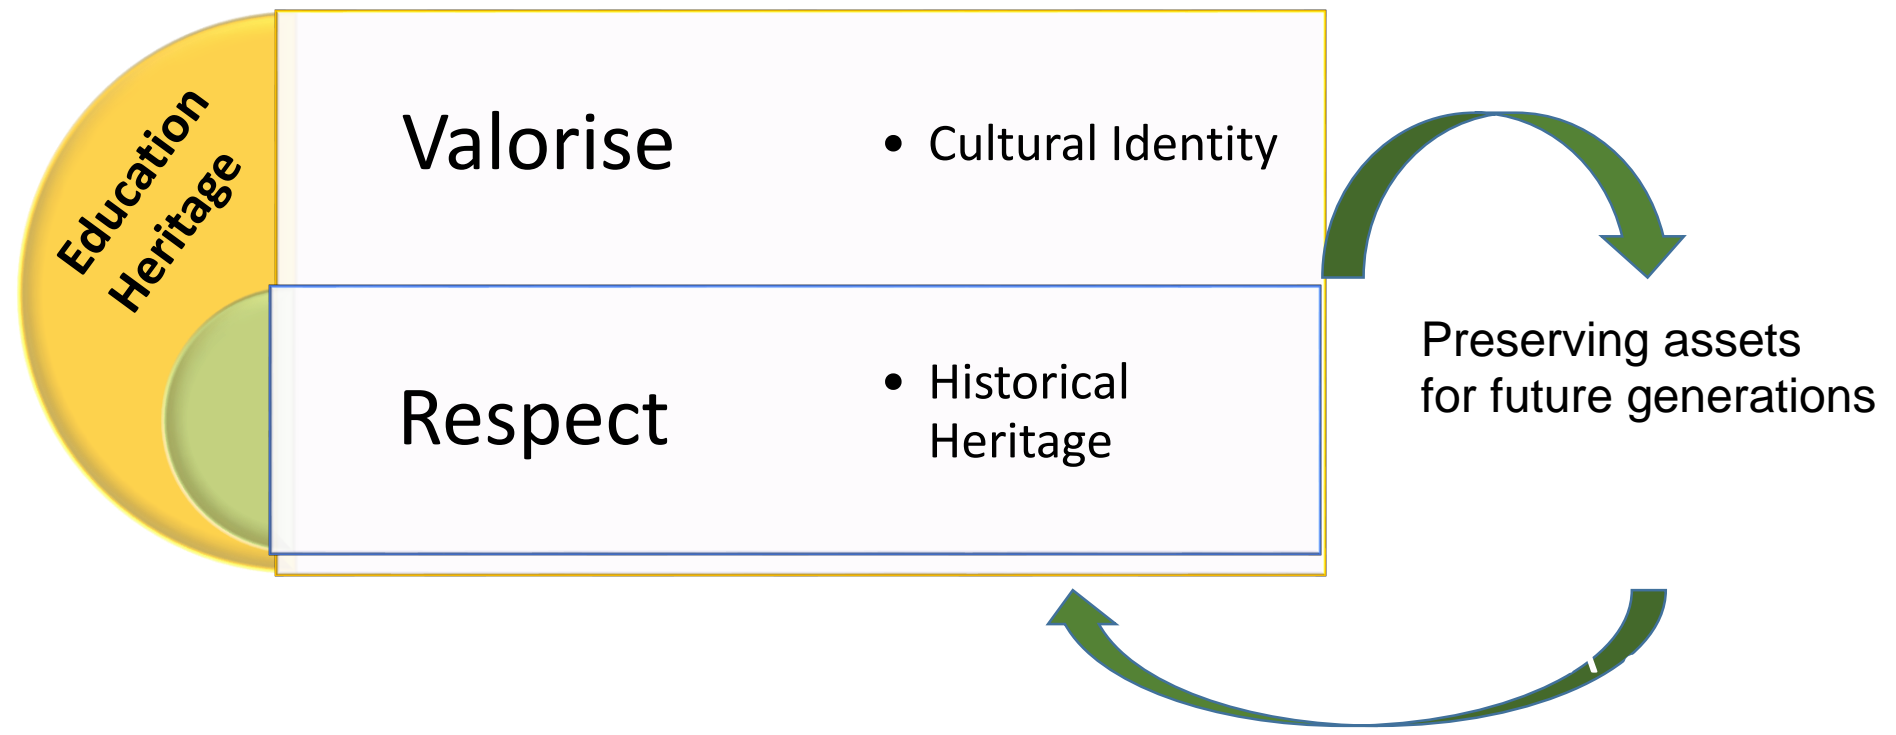 Education
Heritage
Valorise
• Cultural Identity
Respect
• Historical
Heritage
Preserving assets
for future generations